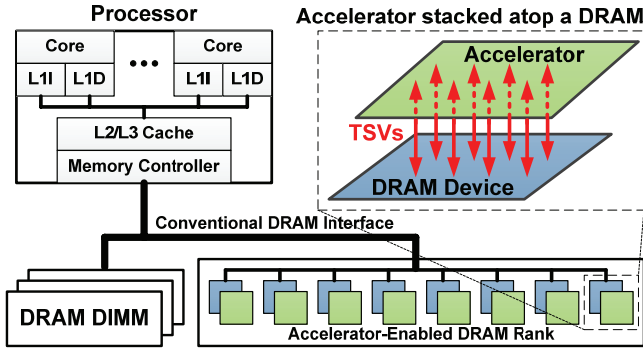 Processor
Core
Core
L1I
L1D
•••
L1I
L1D
L2/L3 Cache
Memory Controller
Accelerator stacked atop a DRAM
Accelerator
TSVs
DRAM Device
Conventional DRAM Interface
DRAM DIMM
Accelerator-Enabled DRAM Rank